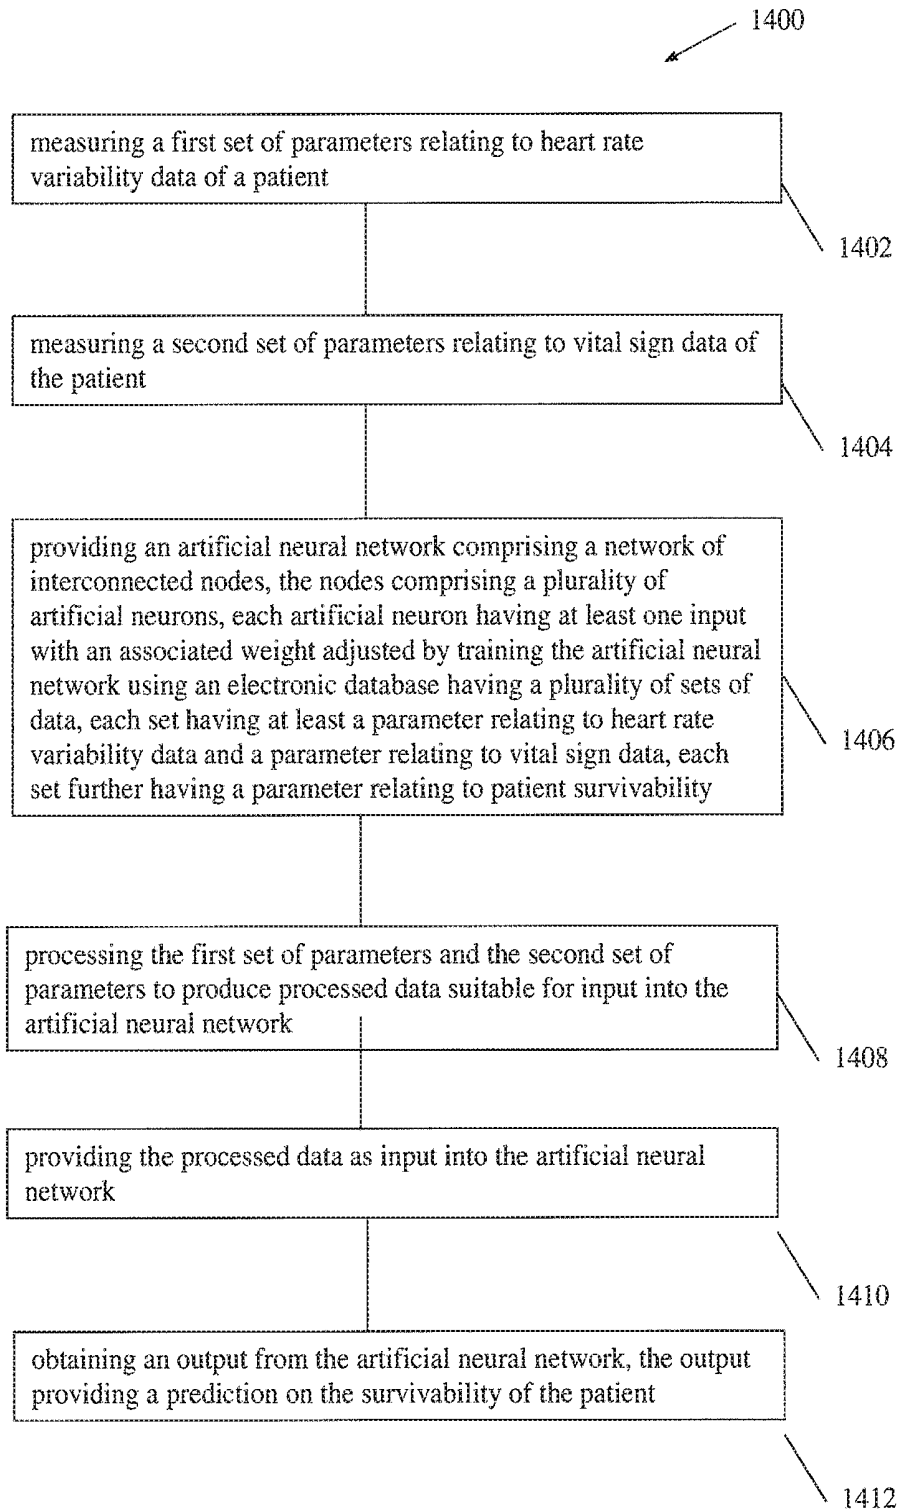 1400
measuring a first set of parameters relating to heart rate
variability data of a patient
1402
measuring a second set of parameters relating to vital sign data of
the patient
1404
providing an artificial neural network comprising a network of
interconnected nodes, the nodes comprising a plurality of
artificial neurons, each artificial neuron having at least one input
with an associated weight adjusted by training the artificial neural
network using an electronic database having a plurality of sets of
data, each set having at least a parameter relating to heart rate
variability data and a parameter relating to vital sign data, each
set further having a parameter relating to patient survivability
1406
processing the first set of parameters and the second set of
parameters to produce processed data suitable for input into the
artificial neural network
1408
providing the processed data as input into the artificial neural
network
1410
obtaining an output from the artificial neural network, the output
providing a prediction on the survivability of the patient
1412